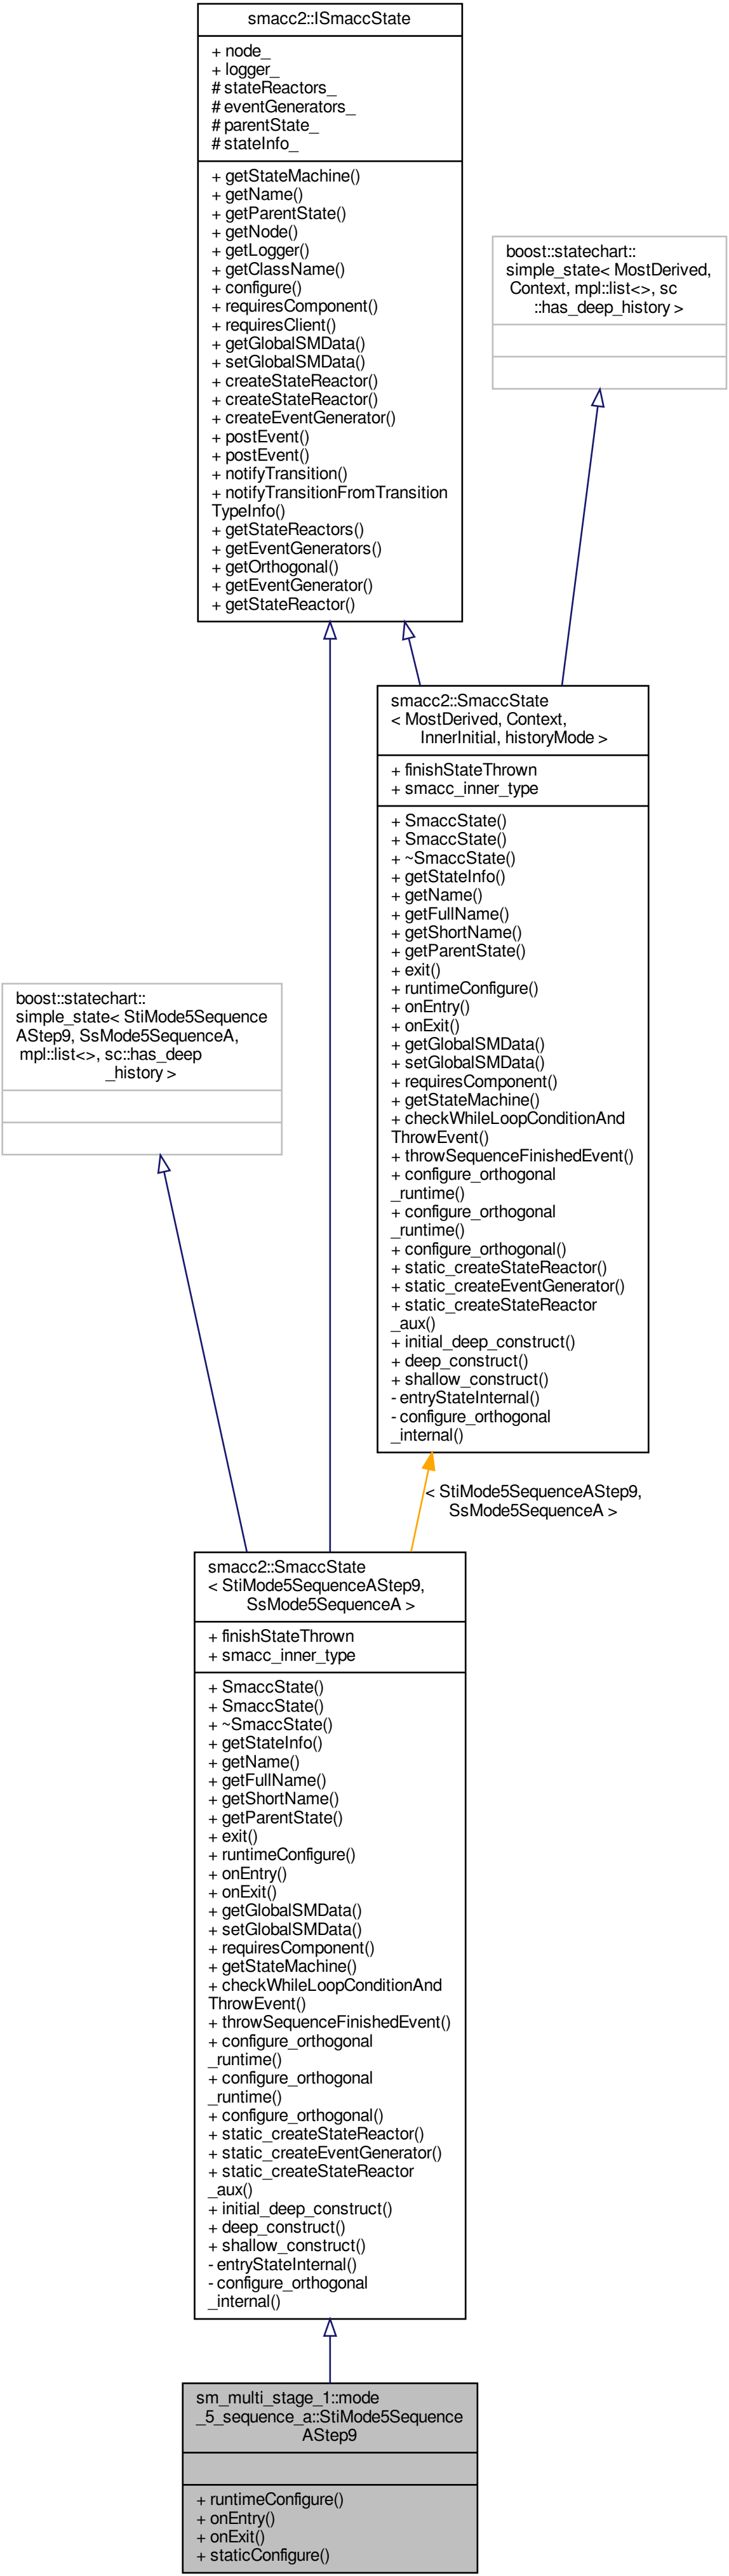 smacc2::ISmaccState
+ node_
+ logger_
# stateReactors_
# eventGenerators_
# parentState_
# stateInfo_
+ getStateMachine()
+ getName()
+ getParentState()
+ getNode()
+ getLogger()
+ getClassName()
+ configure()
+ requiresComponent()
+ requiresClient()
+ getGlobalSMData()
+ setGlobalSMData()
+ createStateReactor()
+ createStateReactor()
+ createEventGenerator()
+ postEvent()
+ postEvent()
+ notifyTransition()
+ notifyTransitionFromTransition
TypeInfo()
+ getStateReactors()
+ getEventGenerators()
+ getOrthogonal()
+ getEventGenerator()
+ getStateReactor()
boost::statechart::
simple_state< MostDerived,
Context, mpl::list<>, sc
::has_deep_history >
smacc2::SmaccState
< MostDerived, Context,
InnerInitial, historyMode >
+ finishStateThrown
+ smacc_inner_type
+ SmaccState()
+ SmaccState()
+ ~SmaccState()
+ getStateInfo()
+ getName()
+ getFullName()
+ getShortName()
+ getParentState()
+ exit()
+ runtimeConfigure()
+ onEntry()
+ onExit()
+ getGlobalSMData()
+ setGlobalSMData()
+ requiresComponent()
+ getStateMachine()
+ checkWhileLoopConditionAnd
ThrowEvent()
+ throwSequenceFinishedEvent()
+ configure_orthogonal
_runtime()
+ configure_orthogonal
_runtime()
+ configure_orthogonal()
+ static_createStateReactor()
+ static_createEventGenerator()
+ static_createStateReactor
_aux()
+ initial_deep_construct()
+ deep_construct()
+ shallow_construct()
- entryStateInternal()
- configure_orthogonal
_internal()
boost::statechart::
simple_state< StiMode5Sequence
AStep9, SsMode5SequenceA,
mpl::list<>, sc::has_deep
_history >
< StiMode5SequenceAStep9,
SsMode5SequenceA >
smacc2::SmaccState
< StiMode5SequenceAStep9,
SsMode5SequenceA >
+ finishStateThrown
+ smacc_inner_type
+ SmaccState()
+ SmaccState()
+ ~SmaccState()
+ getStateInfo()
+ getName()
+ getFullName()
+ getShortName()
+ getParentState()
+ exit()
+ runtimeConfigure()
+ onEntry()
+ onExit()
+ getGlobalSMData()
+ setGlobalSMData()
+ requiresComponent()
+ getStateMachine()
+ checkWhileLoopConditionAnd
ThrowEvent()
+ throwSequenceFinishedEvent()
+ configure_orthogonal
_runtime()
+ configure_orthogonal
_runtime()
+ configure_orthogonal()
+ static_createStateReactor()
+ static_createEventGenerator()
+ static_createStateReactor
_aux()
+ initial_deep_construct()
+ deep_construct()
+ shallow_construct()
- entryStateInternal()
- configure_orthogonal
_internal()
sm_multi_stage_1::mode
_5_sequence_a::StiMode5Sequence
AStep9
+ runtimeConfigure()
+ onEntry()
+ onExit()
+ staticConfigure()